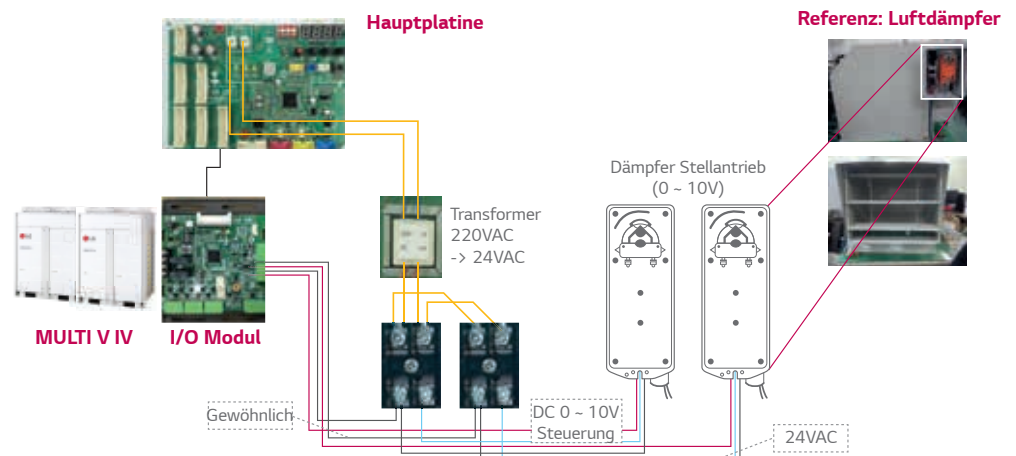 Hauptplatine
Referenz: Luftdämpfer
Dämpfer Stellantrieb
(0 ~ 10V)
Transformer
220VAC
-> 24VAC
LG
MULTI V IV
I/O Modul
Gewöhnlich
DC 0 ~ 10V
Steuerung
24VAC